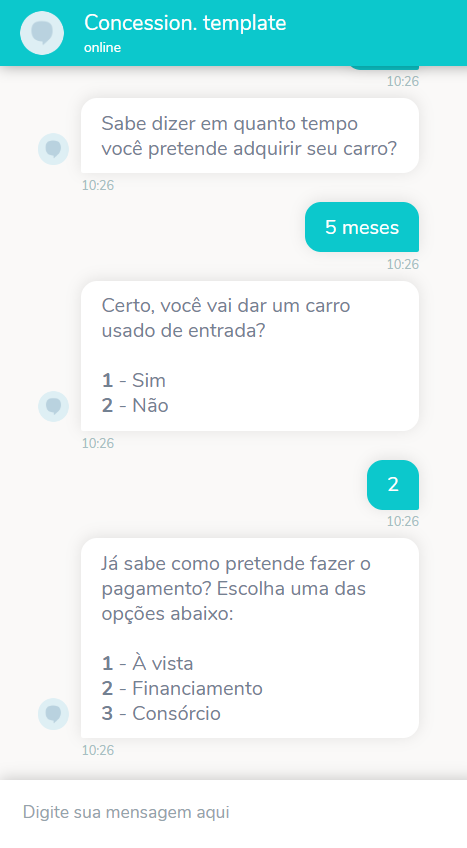 Concession. template
online
10:26
Sabe dizer em quanto tempo
você pretende adquirir seu carro?
10:26
5 meses
10:26
Certo, você vai dar um carro
usado de entrada?
1 - Sim
2 - Não
10:26
2
10:26
Já sabe como pretende fazer o
pagamento? Escolha uma das
opções abaixo:
1 - À vista
2 - Financiamento
3 - Consórcio
10:26
Digite sua mensagem aqui